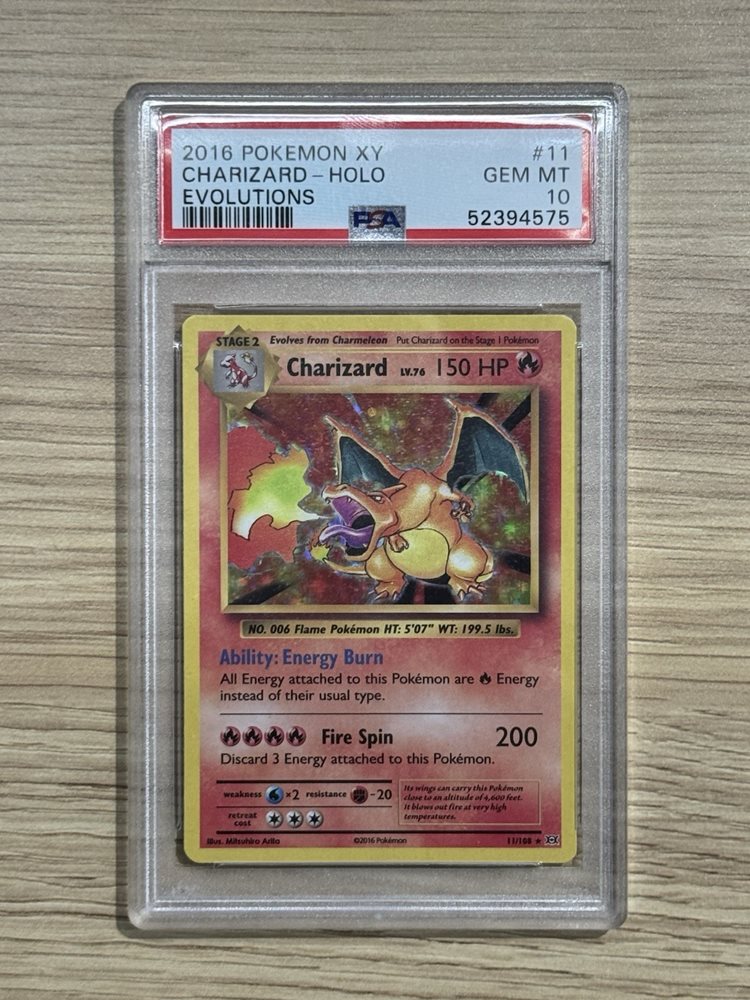 2016 POKEMON XY #11
CHARIZARD - HOLO GEM MT
EVOLUTIONS 10
PSA 52394575
STAGE 2 Evolves from Charmeleon Put Charizard on the Stage 1 Pokémon
Charizard LV.76 150 HP
NO. 006 Flame Pokémon HT: 5'07" WT: 199.5 lbs.
Ability: Energy Burn
All Energy attached to this Pokémon are Energy
instead of their usual type.
Fire Spin 200
Discard 3 Energy attached to this Pokémon.
weakness ×2 resistance -20
retreat
cost
Its wings can carry this Pokémon
close to an altitude of 4,600 feet.
It blows out fire at very high
temperatures.
Illus. Mitsuhiro Arita ©2016 Pokémon 11/108 ★